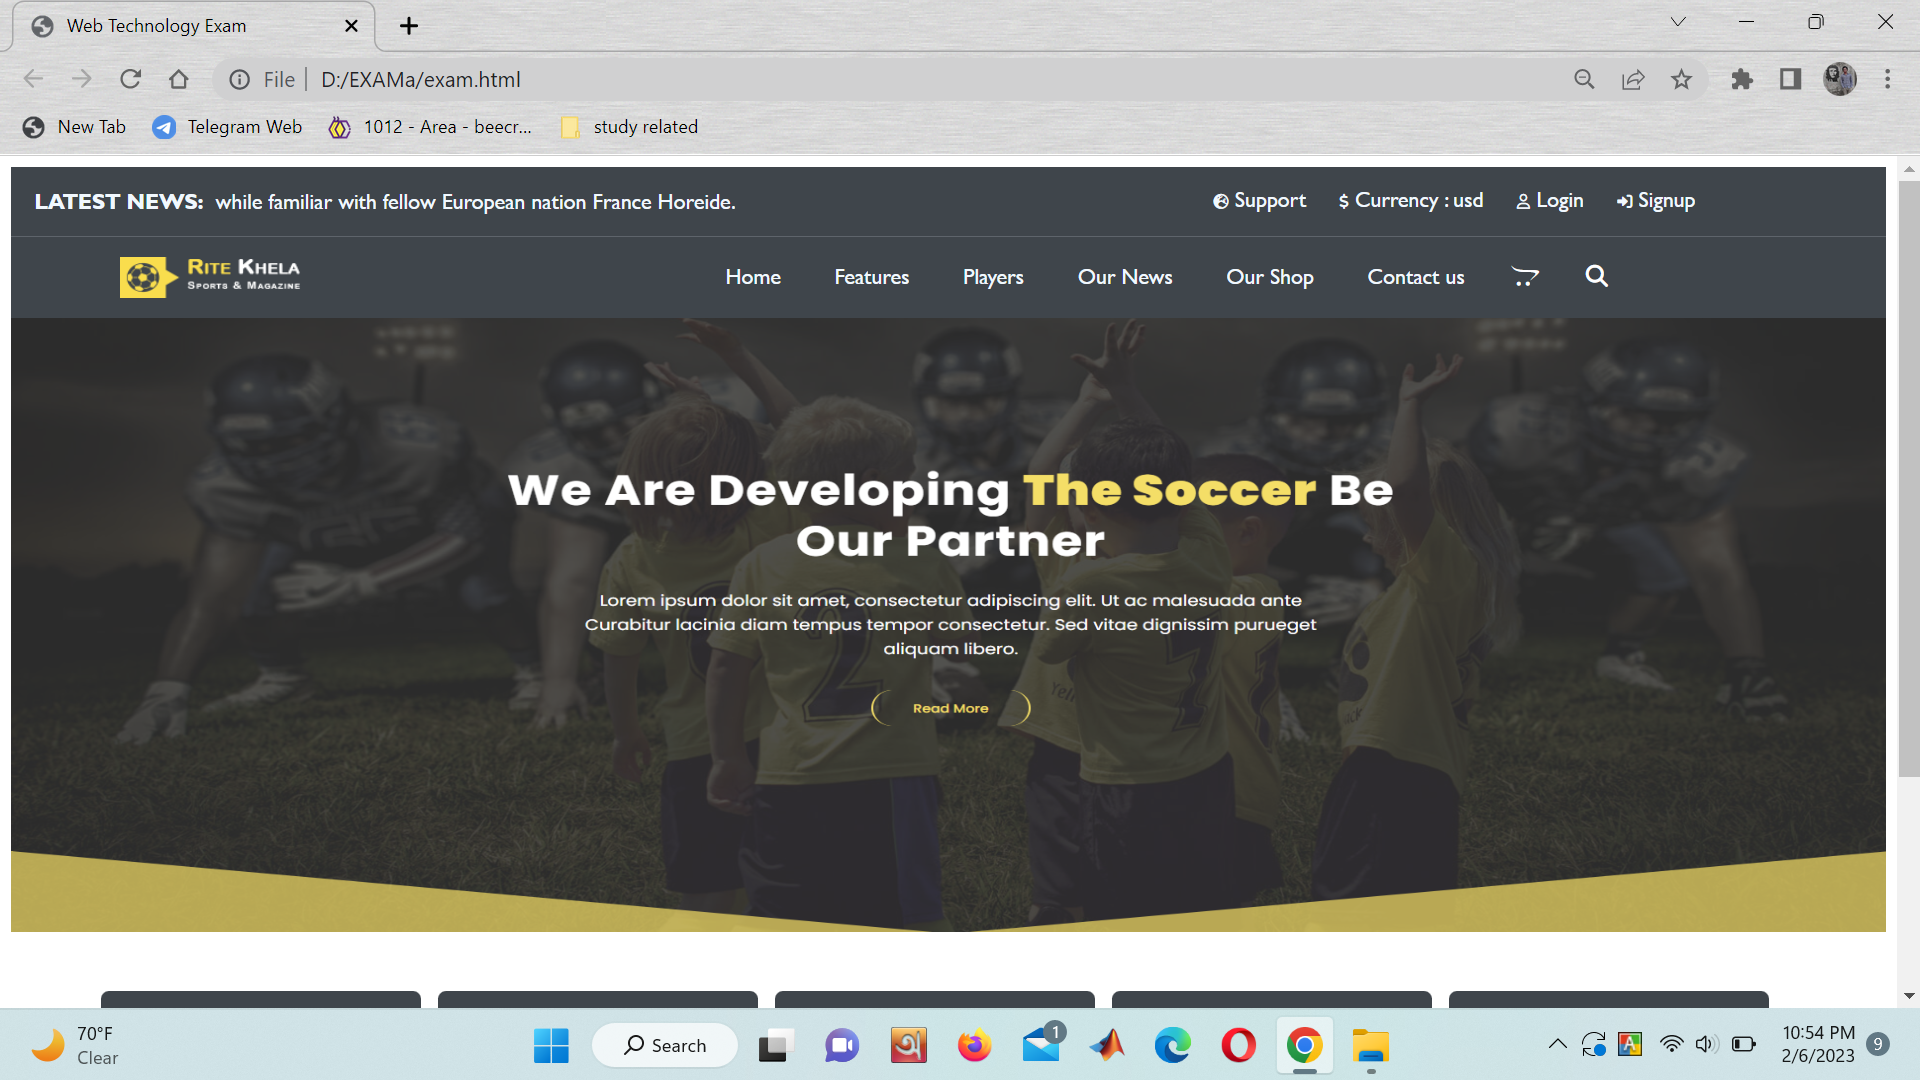 Web Technology Exam
File D:/EXAMa/exam.html
New Tab Telegram Web 1012 - Area - beecr... study related
LATEST NEWS: while familiar with fellow European nation France Horeide.
Support $ Currency : usd Login Signup
RITE KHELA
SPORTS & MAGAZINE
Home Features Players Our News Our Shop Contact us
We Are Developing The Soccer Be
Our Partner
Lorem ipsum dolor sit amet, consectetur adipiscing elit. Ut ac malesuada ante
Curabitur lacinia diam tempus tempor consectetur. Sed vitae dignissim purueget
aliquam libero.
Read More
2
70°F
Clear
Search
1
অ
A
10:54 PM
2/6/2023
9